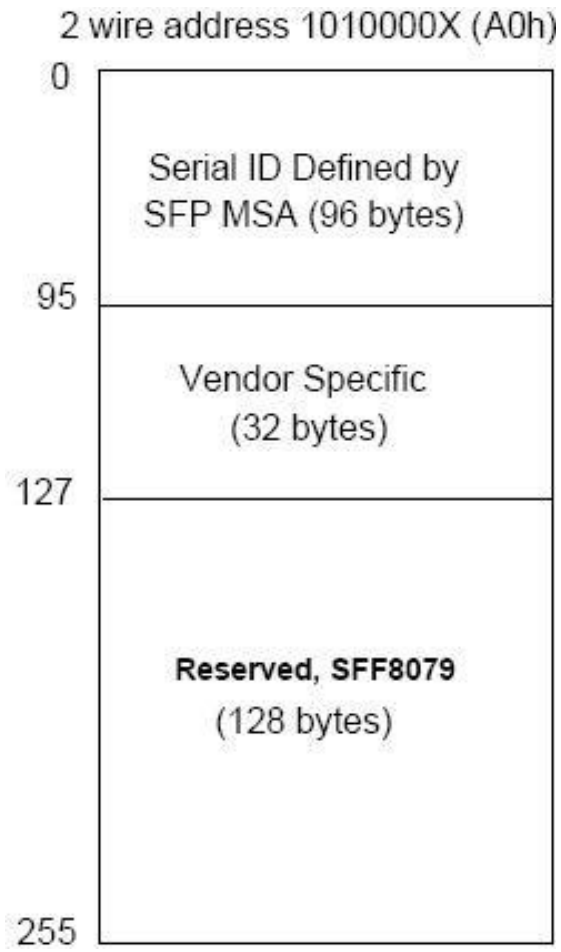 2 wire address 1010000X (A0h)
0
Serial ID Defined by
SFP MSA (96 bytes)
95
Vendor Specific
(32 bytes)
127
Reserved, SFF8079
(128 bytes)
255